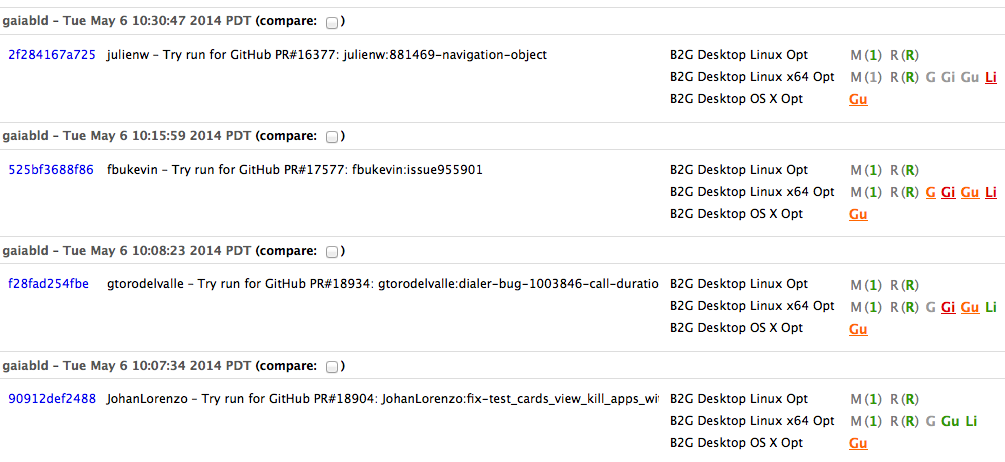 gaiabld – Tue May 6 10:30:47 2014 PDT (compare: )
2f284167a725 julienw – Try run for GitHub PR#16377: julienw:881469-navigation-object B2G Desktop Linux Opt M (1) R (R)
B2G Desktop Linux x64 Opt M (1) R (R) G Gi Gu Li
B2G Desktop OS X Opt Gu
gaiabld – Tue May 6 10:15:59 2014 PDT (compare: )
525bf3688f86 fbukevin – Try run for GitHub PR#17577: fbukevin:issue955901 B2G Desktop Linux Opt M (1) R (R)
B2G Desktop Linux x64 Opt M (1) R (R) G Gi Gu Li
B2G Desktop OS X Opt Gu
gaiabld – Tue May 6 10:08:23 2014 PDT (compare: )
f28fad254fbe gtorodelvalle – Try run for GitHub PR#18934: gtorodelvalle:dialer-bug-1003846-call-duratio B2G Desktop Linux Opt M (1) R (R)
B2G Desktop Linux x64 Opt M (1) R (R) G Gi Gu Li
B2G Desktop OS X Opt Gu
gaiabld – Tue May 6 10:07:34 2014 PDT (compare: )
90912def2488 JohanLorenzo – Try run for GitHub PR#18904: JohanLorenzo:fix-test_cards_view_kill_apps_wi B2G Desktop Linux Opt M (1) R (R)
B2G Desktop Linux x64 Opt M (1) R (R) G Gu Li
B2G Desktop OS X Opt Gu